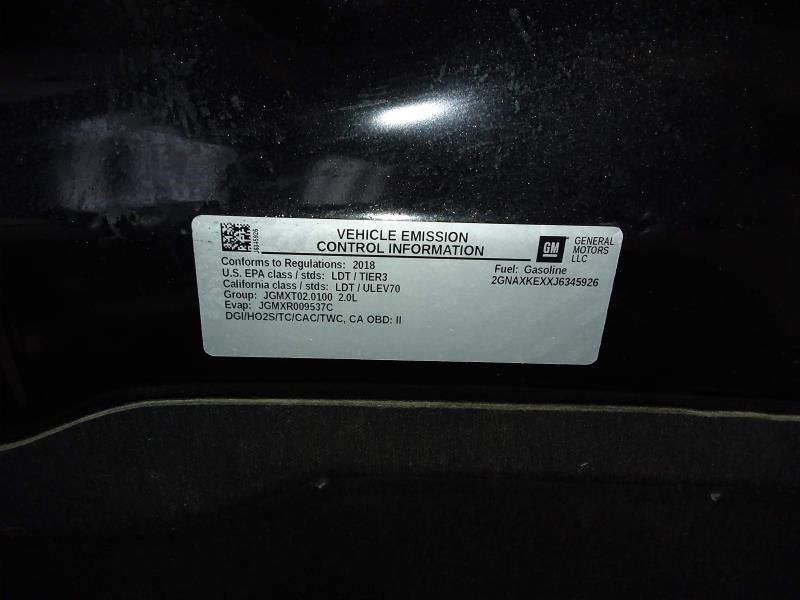 J6345926
VEHICLE EMISSION
CONTROL INFORMATION
GM
GENERAL
MOTORS
LLC
Conforms to Regulations: 2018
U.S. EPA class / stds: LDT / TIER3
California class / stds: LDT / ULEV70
Group: JGMXT02.0100 2.0L
Evap: JGMXR009537C
DGI/HO2S/TC/CAC/TWC, CA OBD: II
Fuel: Gasoline
2GNAXKEXXJ6345926